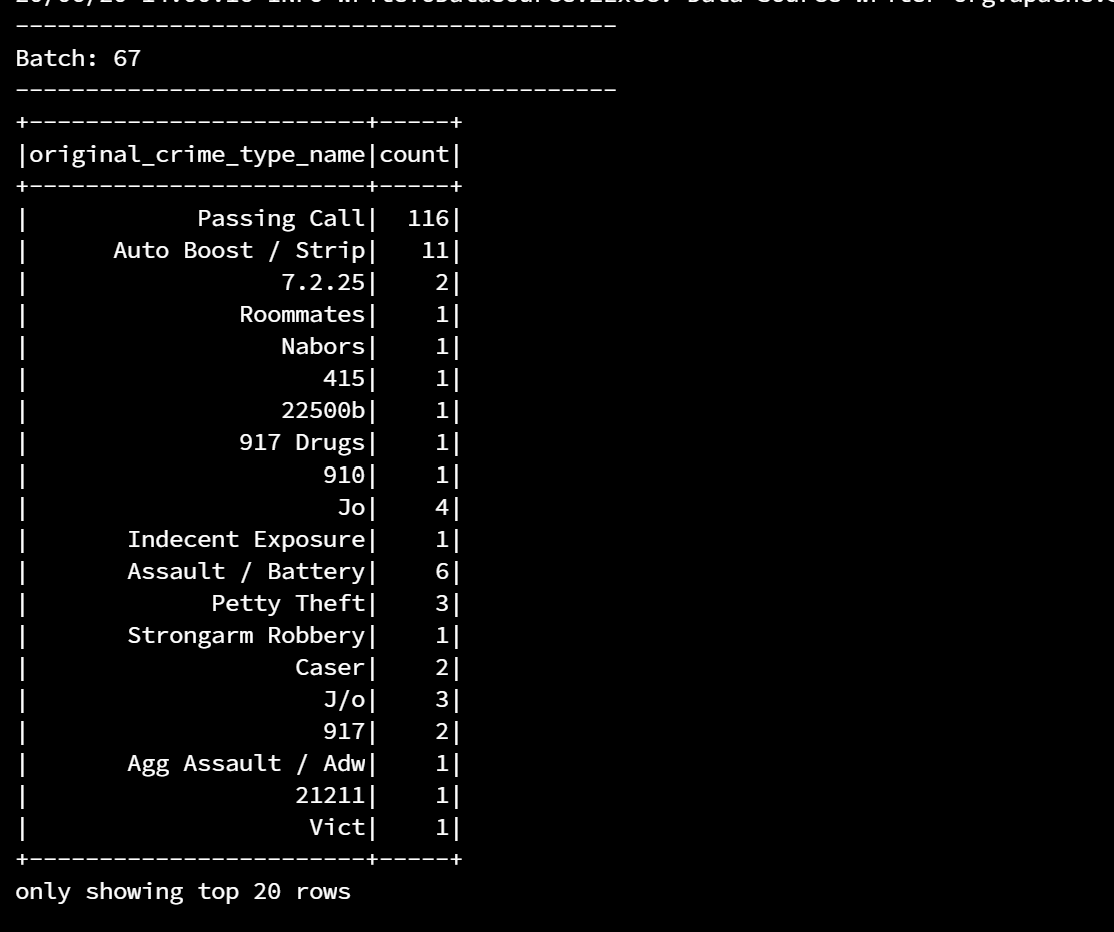 -------------------------------------------
Batch: 67
-------------------------------------------
+------------------------+-----+
|original_crime_type_name|count|
+------------------------+-----+
|            Passing Call|  116|
|      Auto Boost / Strip|   11|
|                  7.2.25|    2|
|               Roommates|    1|
|                  Nabors|    1|
|                     415|    1|
|                  22500b|    1|
|               917 Drugs|    1|
|                     910|    1|
|                      Jo|    4|
|       Indecent Exposure|    1|
|       Assault / Battery|    6|
|             Petty Theft|    3|
|       Strongarm Robbery|    1|
|                   Caser|    2|
|                     J/o|    3|
|                     917|    2|
|       Agg Assault / Adw|    1|
|                   21211|    1|
|                    Vict|    1|
+------------------------+-----+
only showing top 20 rows